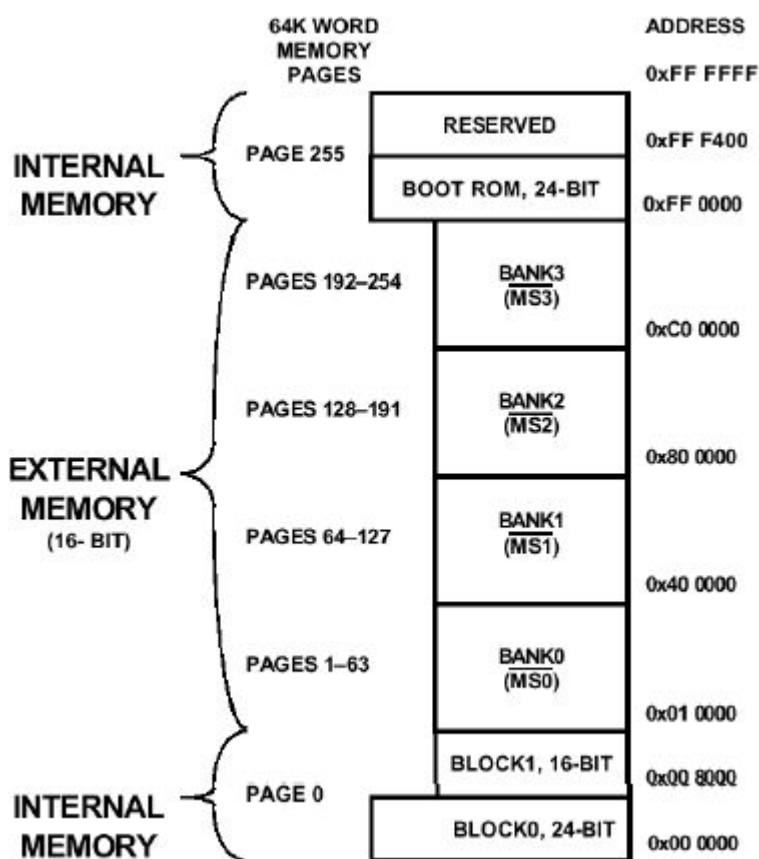 64K WORD
MEMORY
PAGES
ADDRESS
0xFF FFFF
RESERVED
0xFF F400
PAGE 255
INTERNAL
MEMORY
BOOT ROM, 24-BIT
0xFF 0000
PAGES 192–254
BANK3
(MS3)
0xC0 0000
PAGES 128–191
BANK2
(MS2)
0x80 0000
EXTERNAL
MEMORY
(16- BIT)
PAGES 64–127
BANK1
(MS1)
0x40 0000
PAGES 1–63
BANK0
(MS0)
0x01 0000
BLOCK1, 16-BIT
0x00 8000
PAGE 0
INTERNAL
MEMORY
BLOCK0, 24-BIT
0x00 0000